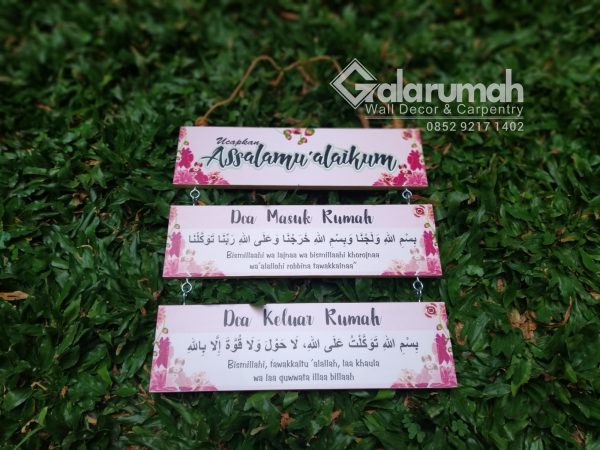 Galarumah
Wall Decor & Carpentry
0852 9217 1402
Ucapkan
Assalamu'alaikum
Doa Masuk Rumah
بِسْمِ اللهِ وَلَجْنَا وَبِسْمِ اللهِ خَرَجْنَا وَعَلَى اللهِ رَبِّنَا تَوَكَّلْنَا
Bismillaahi wa lajnaa wa bismillaahi khorojnaa
wa'alallohi robbina tawakkalnaa"
Doa Keluar Rumah
بِسْمِ اللهِ تَوَكَّلْتُ عَلَى اللهِ، لَا حَوْلَ وَلَا قُوَّةَ إِلَّا بِاللهِ
Bismillahi, tawakkaltu 'alallah, laa khaula
wa laa quwwata illaa billaah